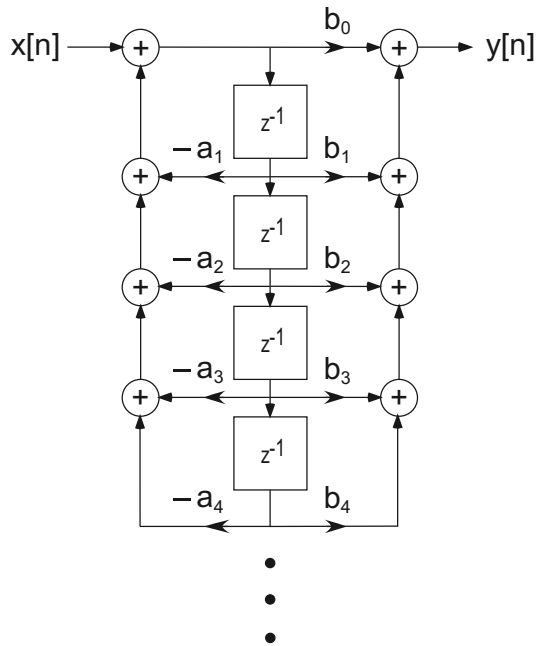 b₀
x[n] + + y[n]
z⁻¹
−a₁ b₁
+ +
z⁻¹
−a₂ b₂
+ +
z⁻¹
−a₃ b₃
+ +
z⁻¹
−a₄ b₄